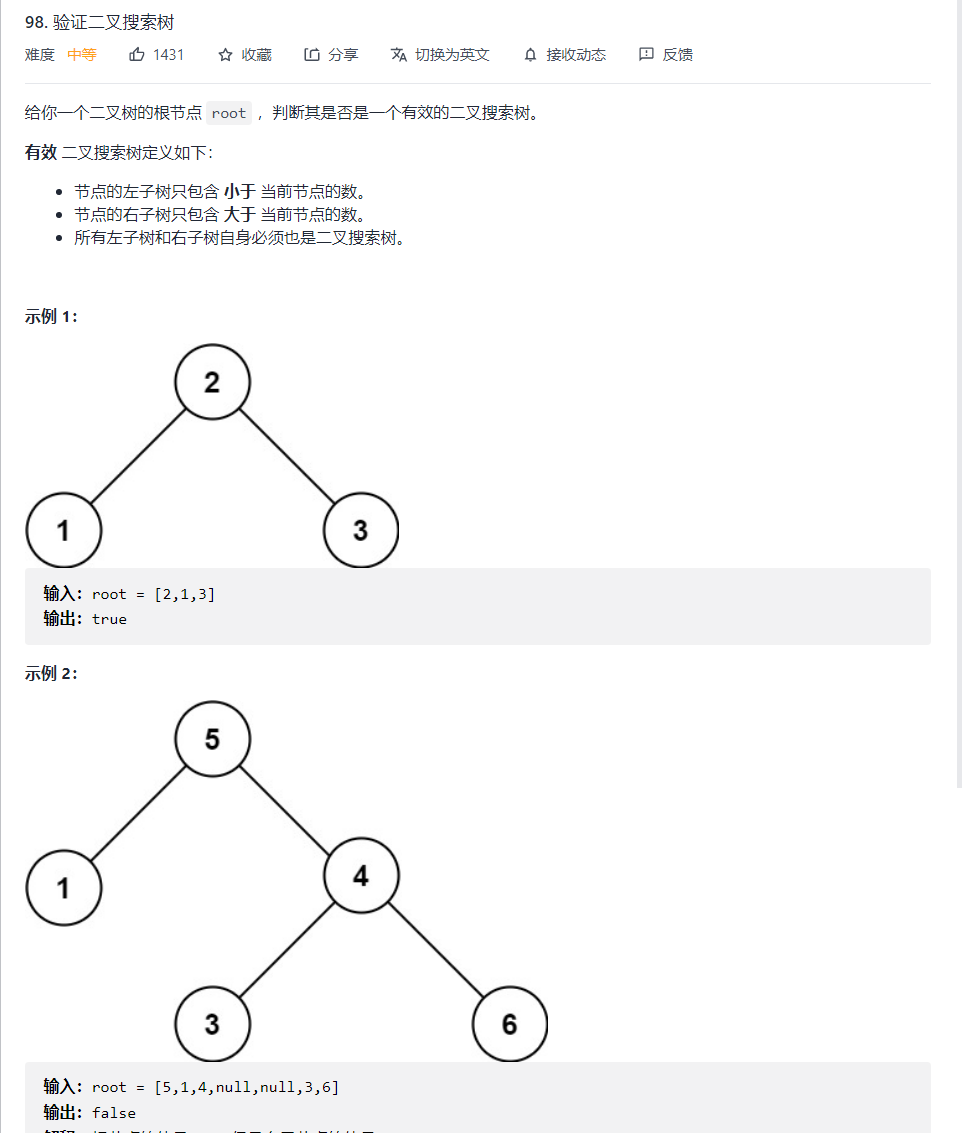 98. 验证二叉搜索树
难度 中等 1431 收藏 分享 切换为英文 接收动态 反馈
给你一个二叉树的根节点 root ，判断其是否是一个有效的二叉搜索树。
有效 二叉搜索树定义如下：
节点的左子树只包含 小于 当前节点的数。
节点的右子树只包含 大于 当前节点的数。
所有左子树和右子树自身必须也是二叉搜索树。
示例 1：
2
1 3
输入：root = [2,1,3]
输出：true
示例 2：
5
1 4
3 6
输入：root = [5,1,4,null,null,3,6]
输出：false